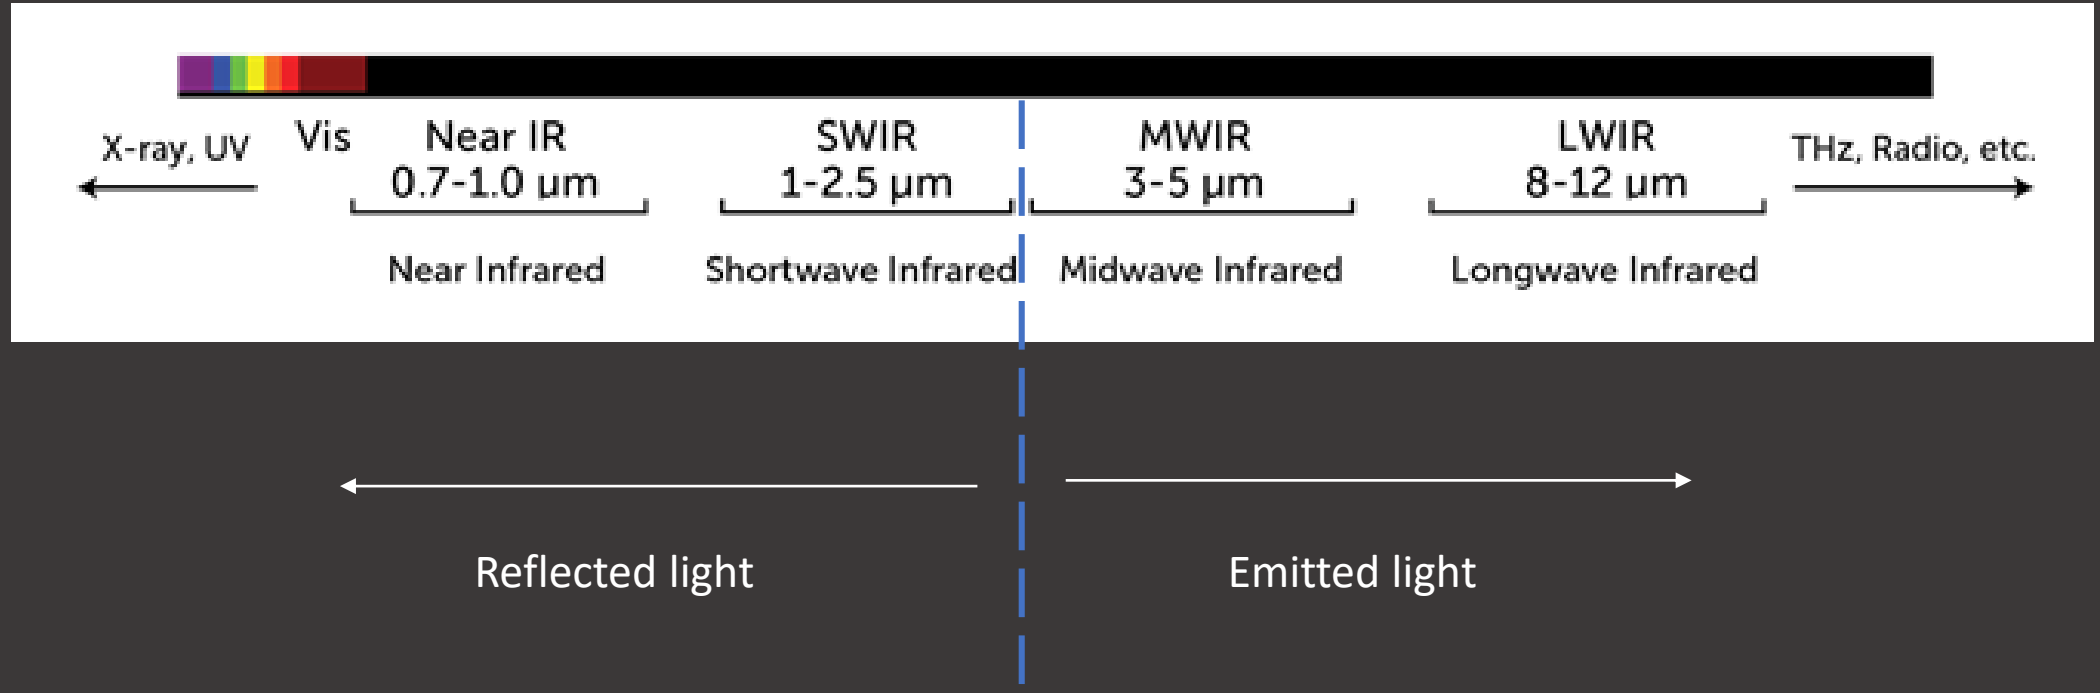 X-ray, UV
Vis
Near IR
0.7-1.0 µm
Near Infrared
SWIR
1-2.5 µm
Shortwave Infrared
MWIR
3-5 µm
Midwave Infrared
LWIR
8-12 µm
Longwave Infrared
THz, Radio, etc.
Reflected light
Emitted light